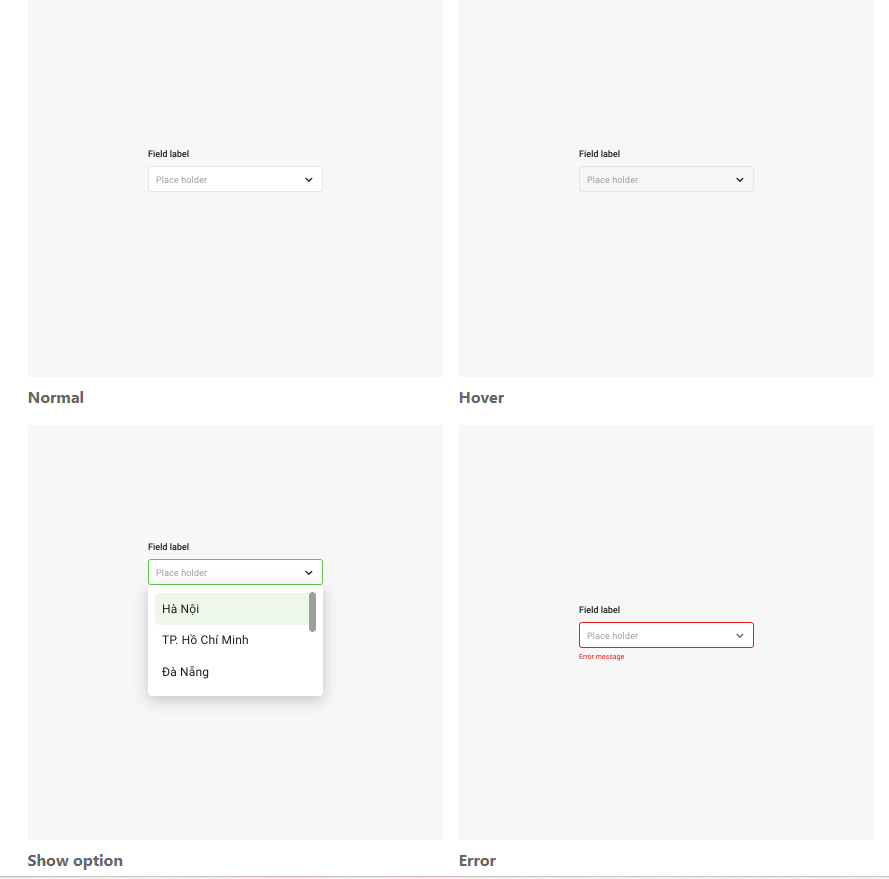 Field label
Place holder
Normal
Field label
Place holder
Hover
Field label
Place holder
Hà Nội
TP. Hồ Chí Minh
Đà Nẵng
Show option
Field label
Place holder
Error message
Error